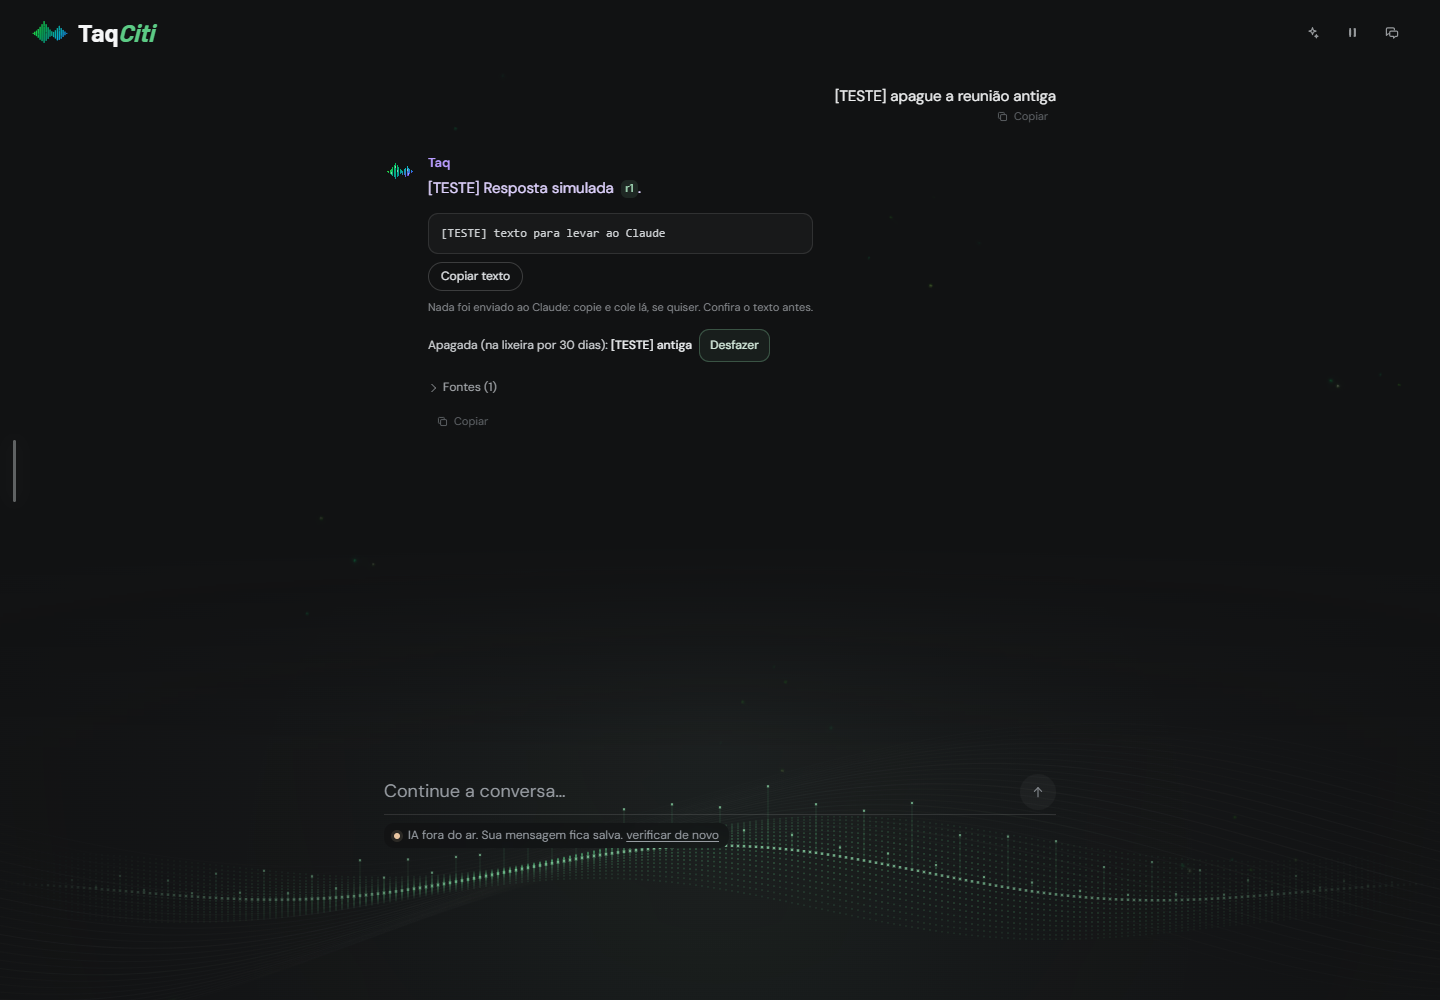 TaqCiti
[TESTE] apague a reunião antiga
Copiar
Taq
[TESTE] Resposta simulada r1.
[TESTE] texto para levar ao Claude
Copiar texto
Nada foi enviado ao Claude: copie e cole lá, se quiser. Confira o texto antes.
Apagada (na lixeira por 30 dias): [TESTE] antiga Desfazer
Fontes (1)
Copiar
Continue a conversa...
IA fora do ar. Sua mensagem fica salva. verificar de novo